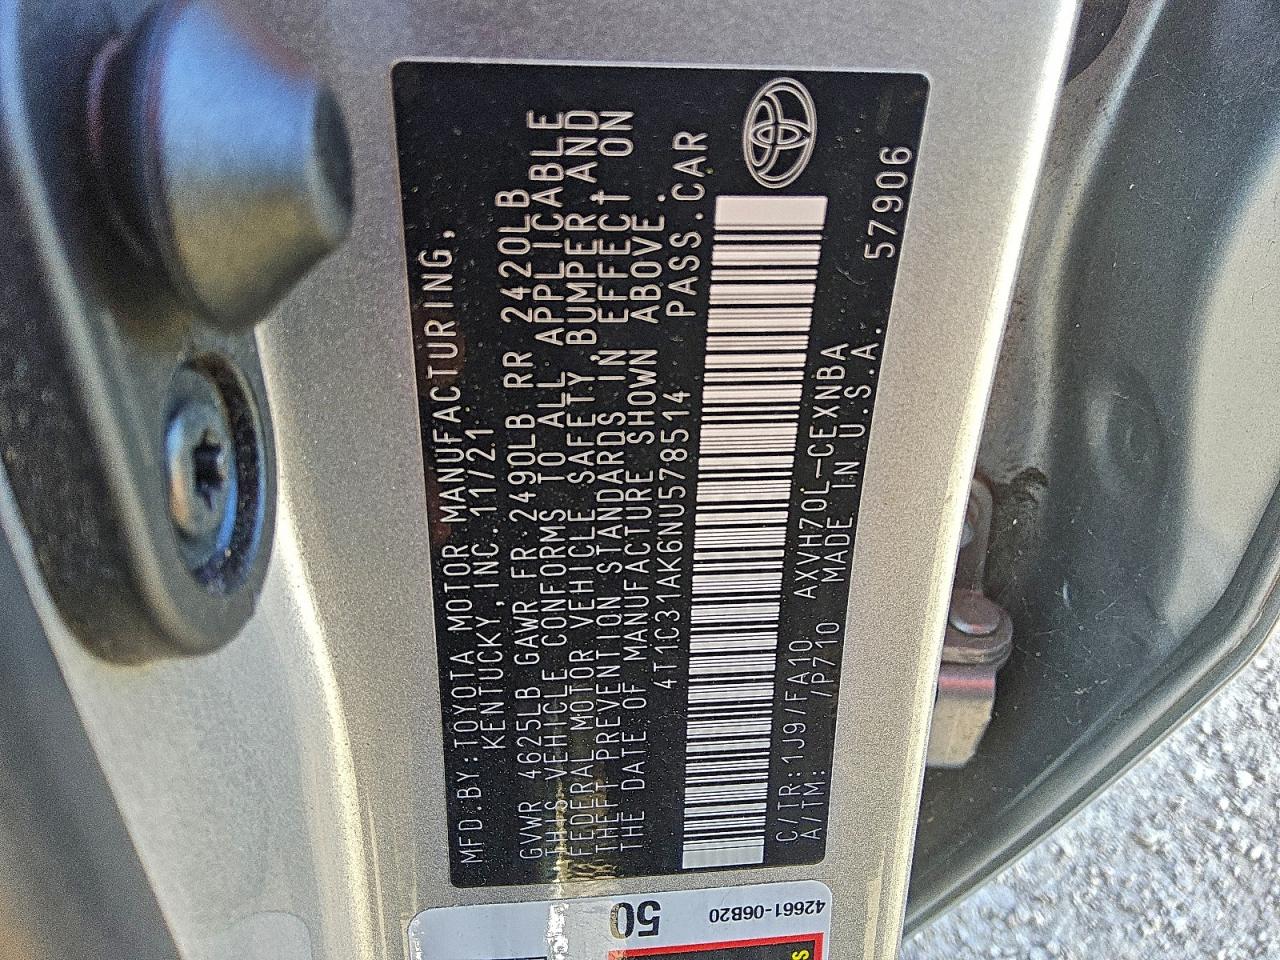 MFD.BY:TOYOTA MOTOR MANUFACTURING,
KENTUCKY, INC. 11/21
GVWR 4625LB GAWR FR 2490LB RR 2420LB
THIS VEHICLE CONFORMS TO ALL APPLICABLE
FEDERAL MOTOR VEHICLE SAFETY, BUMPER AND
THEFT PREVENTION STANDARDS IN EFFECT ON
THE DATE OF MANUFACTURE SHOWN ABOVE.
4T1C31AK6NU578514 PASS.CAR
C/TR:1J9/FA10 AXVH70L-CEXNBA
A/TM: /P710 MADE IN U.S.A. 57906
50
42661-06B20